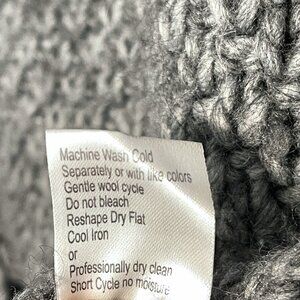 Machine Wash Cold
Separately or with like colors
Gentle wool cycle
Do not bleach
Reshape Dry Flat
Cool Iron
or
Professionally dry clean
Short Cycle no moisture